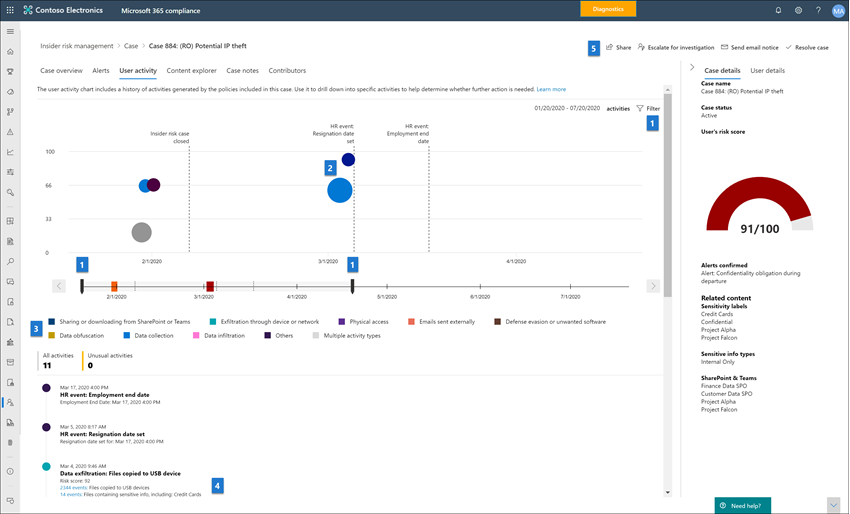 Contoso Electronics
Microsoft 365 compliance
Diagnostics
?
MA
Insider risk management > Case > Case 884: (RO) Potential IP theft
5
Share
Escalate for investigation
Send email notice
Resolve case
Case overview
Alerts
User activity
Content explorer
Case notes
Contributors
The user activity chart includes a history of activities generated by the policies included in this case. Use it to drill down into specific activities to help determine whether further action is needed. Learn more
01/20/2020 - 07/20/2020
activities
Filter
1
Insider risk case
closed
HR event:
Resignation date
set
HR event:
Employment end
date
100
66
33
0
2
2/1/2020
3/1/2020
4/1/2020
1
1
2/1/2020
3/1/2020
4/1/2020
5/1/2020
6/1/2020
7/1/2020
3
Sharing or downloading from SharePoint or Teams
Exfiltration through device or network
Physical access
Emails sent externally
Defense evasion or unwanted software
Data obfuscation
Data collection
Data infiltration
Others
Multiple activity types
All activities
11
Unusual activities
0
Mar 17, 2020 4:00 PM
HR event: Employment end date
Employment End Date: Mar 17, 2020 4:00 PM
Mar 5, 2020 8:17 AM
HR event: Resignation date set
Resignation date set for: Mar 17, 2020 4:00 PM
Mar 4, 2020 9:46 AM
Data exfiltration: Files copied to USB device
Risk score: 92
2344 events: Files copied to USB devices
14 events: Files containing sensitive info, including: Credit Cards
4
Case details
User details
Case name
Case 884: (RO) Potential IP theft
Case status
Active
User's risk score
91/100
Alerts confirmed
Alert: Confidentiality obligation during
departure
Related content
Sensitivity labels
Credit Cards
Confidential
Project Alpha
Project Falcon
Sensitive info types
Internal Only
SharePoint & Teams
Finance Data SPO
Customer Data SPO
Project Alpha
Project Falcon
Need help?